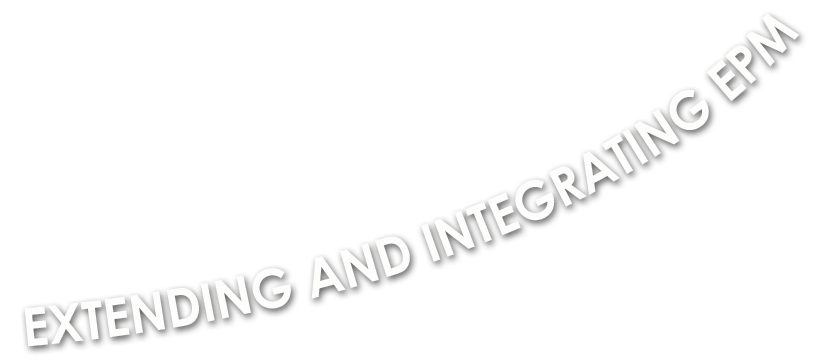 EXTENDING AND INTEGRATING EPM